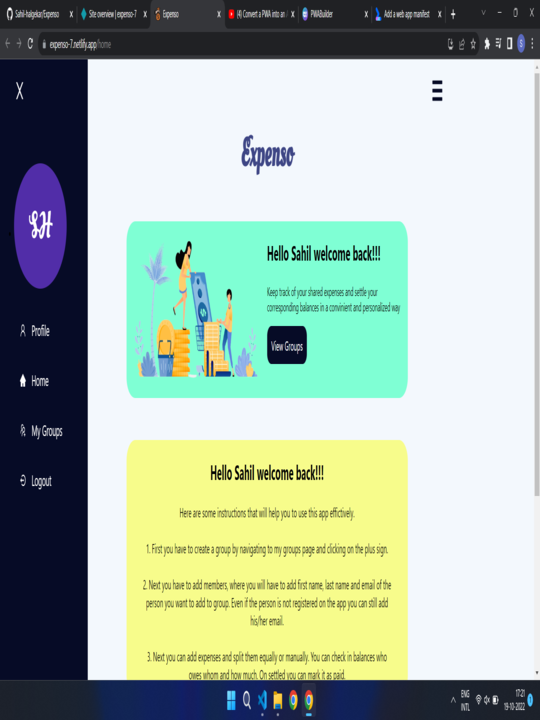 Sahil-halgekar/Expenso
Site overview | expenso-7
Expenso
(4) Convert a PWA into an
PWABuilder
Add a web app manifest
expenso-7.netlify.app/home
S
X
Expenso
SH
Hello Sahil welcome back!!!
Keep track of your shared expenses and settle your
corresponding balances in a convinient and personalized way
View Groups
Profile
Home
My Groups
Logout
Hello Sahil welcome back!!!
Here are some instructions that will help you to use this app effictively.
1. First you have to create a group by navigating to my groups page and clicking on the plus sign.
2. Next you have to add members, where you will have to add first name, last name and email of the
person you want to add to group. Even if the person is not registered on the app you can still add
his/her email.
3. Next you can add expenses and split them equally or manually. You can check in balances who
owes whom and how much. On settled you can mark it as paid.
ENG
INTL
17:21
19-10-2022